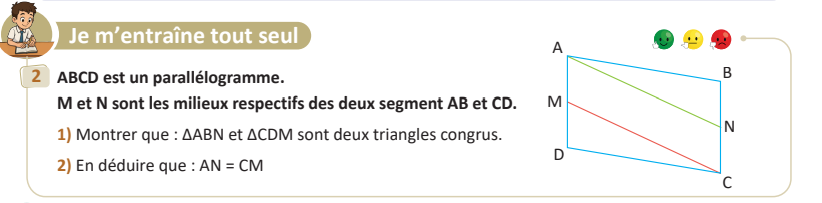 Je m'entraîne tout seul
2 ABCD est un parallélogramme.
M et N sont les milieux respectifs des deux segment AB et CD.
1) Montrer que : ΔABN et ΔCDM sont deux triangles congrus.
2) En déduire que : AN = CM
A
B
M
N
D
C